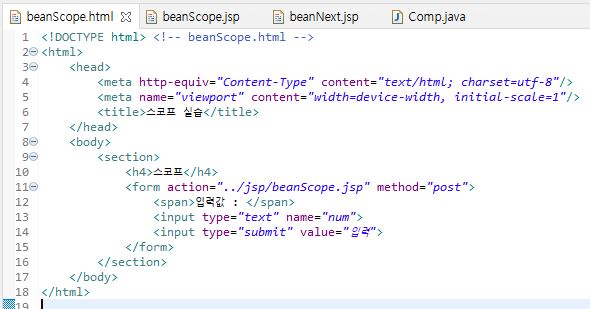 beanScope.html beanScope.jsp beanNext.jsp Comp.java
1 <!DOCTYPE html> <!-- beanScope.html -->
2 <html>
3 <head>
4 <meta http-equiv="Content-Type" content="text/html; charset=utf-8"/>
5 <meta name="viewport" content="width=device-width, initial-scale=1"/>
6 <title>스코프 실습</title>
7 </head>
8 <body>
9 <section>
10 <h4>스코프</h4>
11 <form action="../jsp/beanScope.jsp" method="post">
12 <span>입력값 : </span>
13 <input type="text" name="num">
14 <input type="submit" value="입력">
15 </form>
16 </section>
17 </body>
18 </html>
19